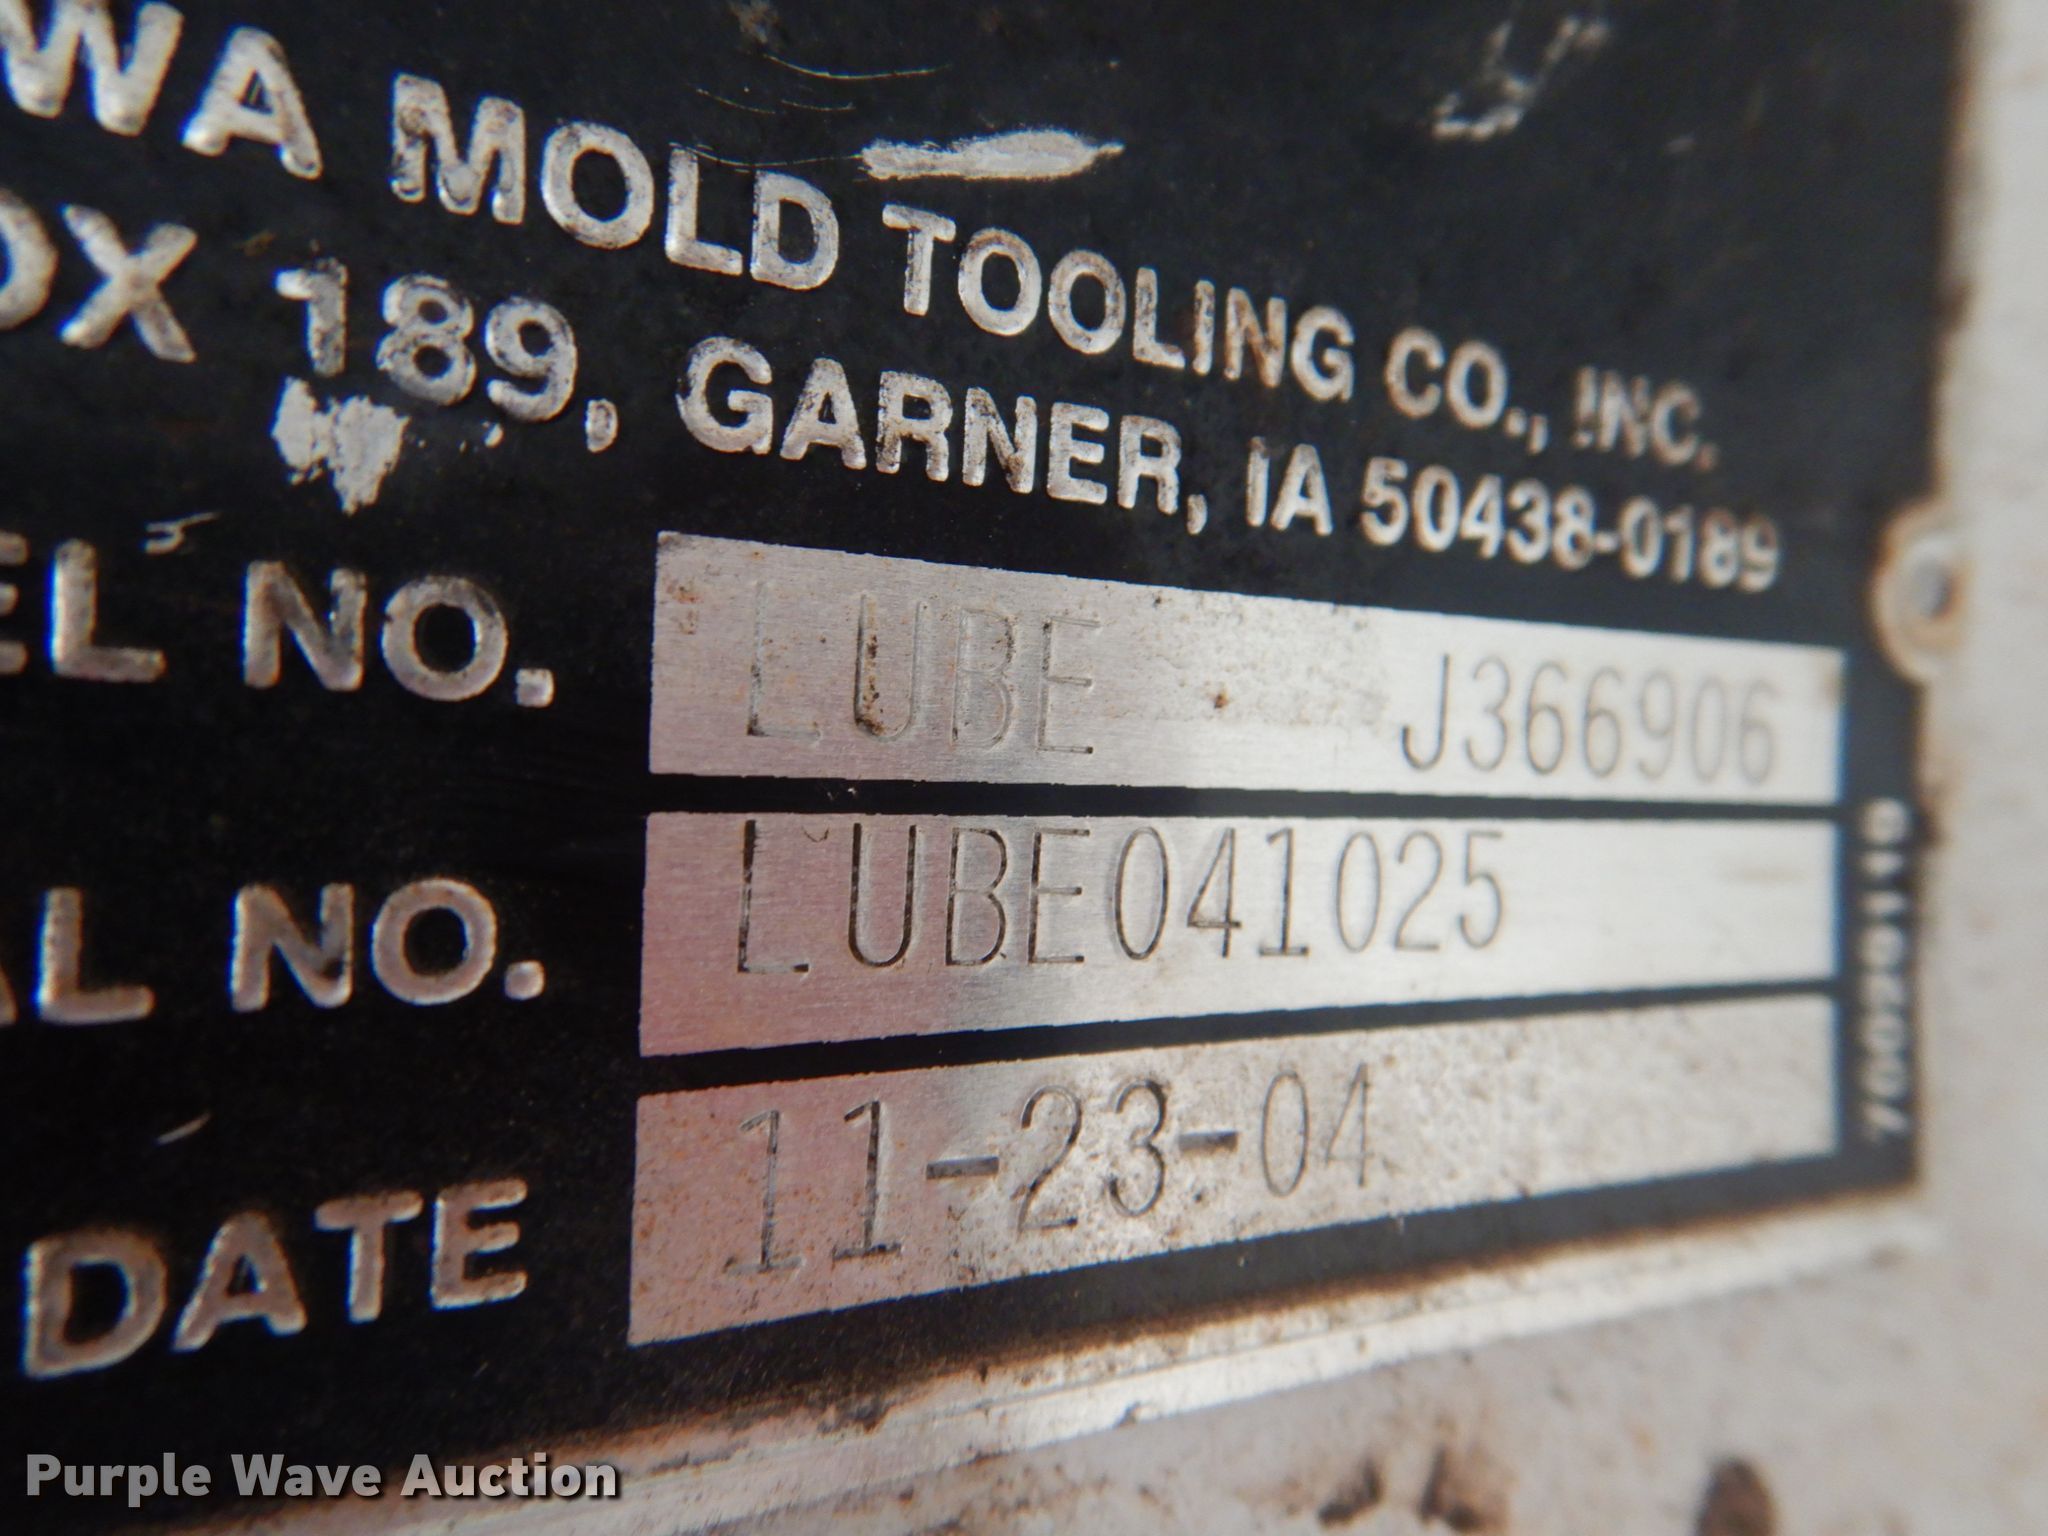 WA MOLD TOOLING CO., INC.
OX 189, GARNER, IA 50438-0189
EL NO. LUBE J366906
AL NO. LUBE041025
DATE 11-23-04
70029119
Purple Wave Auction